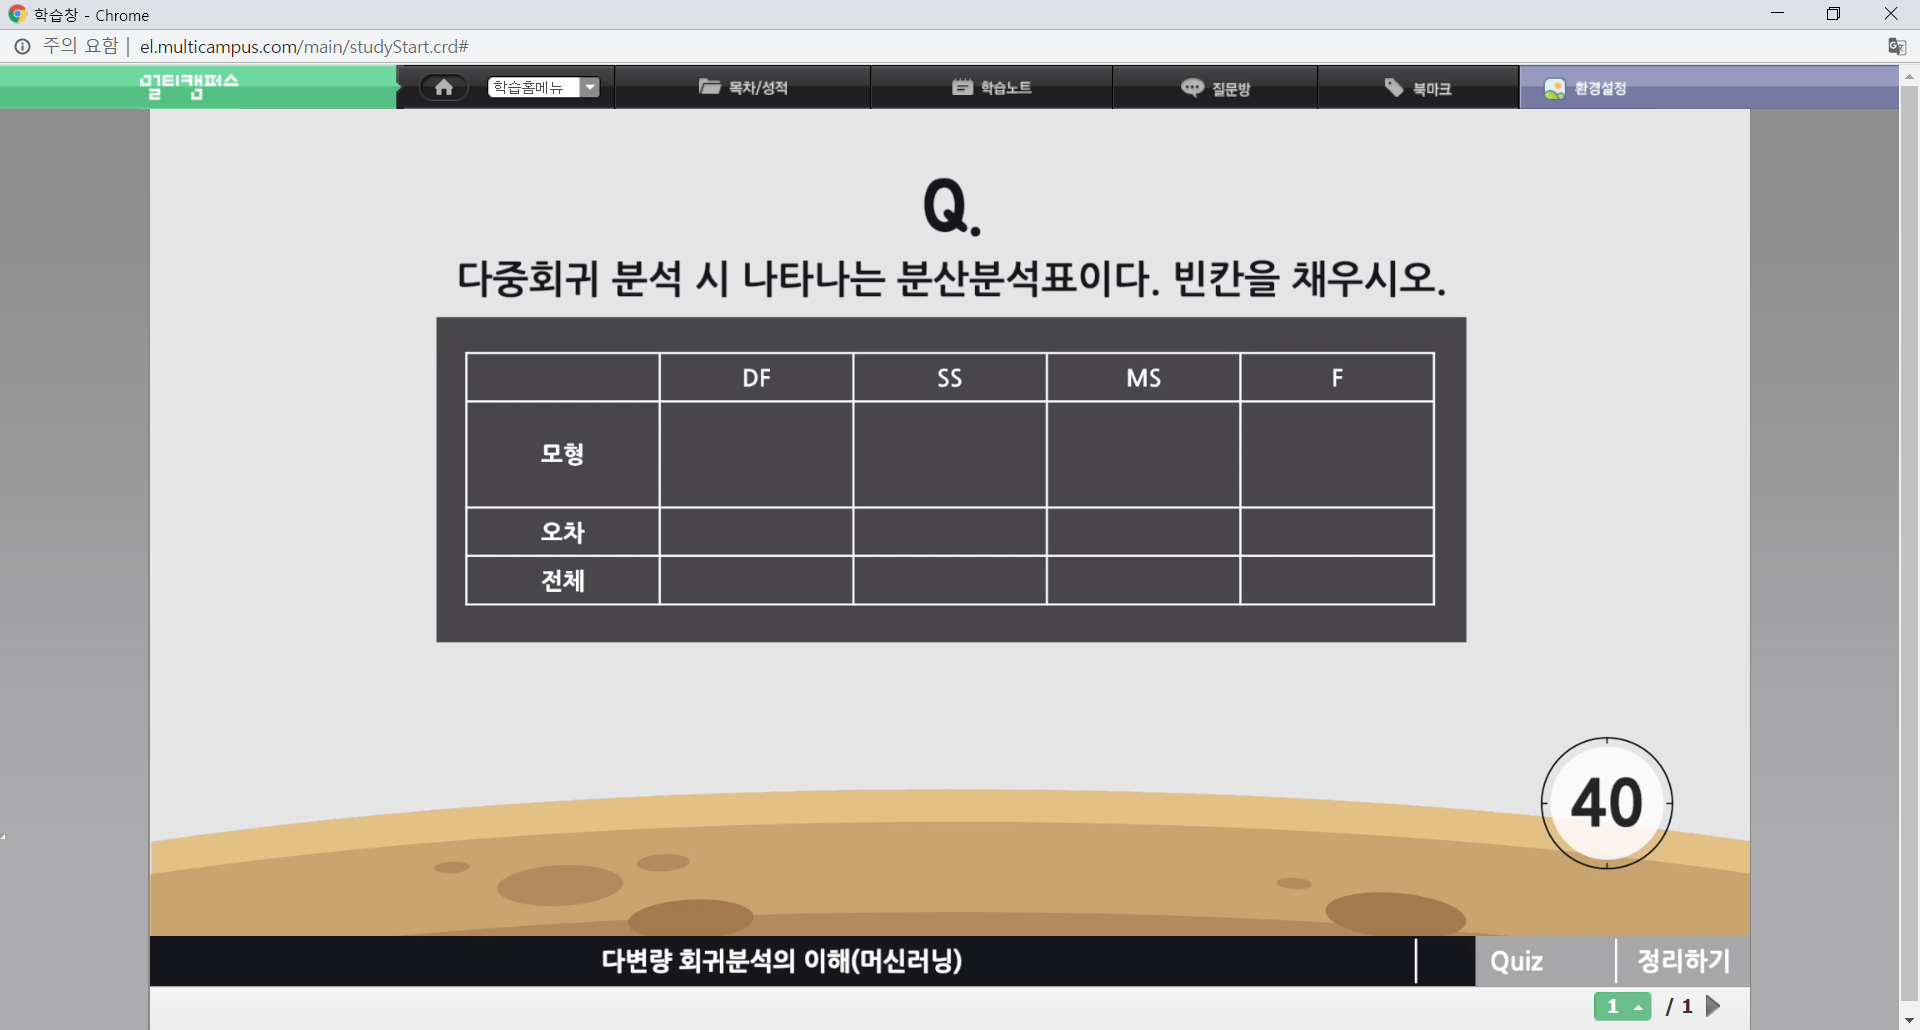 학습창 - Chrome
주의 요함 | el.multicampus.com/main/studyStart.crd#
멀티캠퍼스
학습홈메뉴
목차/성적
학습노트
질문방
북마크
환경설정
Q.
다중회귀 분석 시 나타나는 분산분석표이다. 빈칸을 채우시오.
DF SS MS F
모형
오차
전체
40
다변량 회귀분석의 이해(머신러닝)
Quiz
정리하기
1 / 1